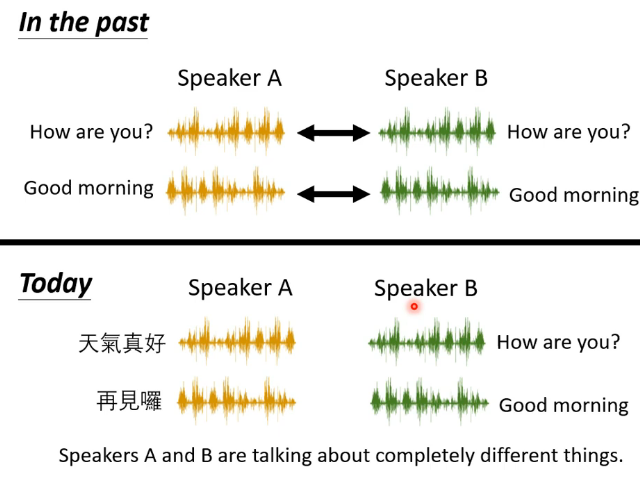 In the past
Speaker A Speaker B
How are you? How are you?
Good morning Good morning
Today
Speaker A Speaker B
天氣真好 How are you?
再見囉 Good morning
Speakers A and B are talking about completely different things.